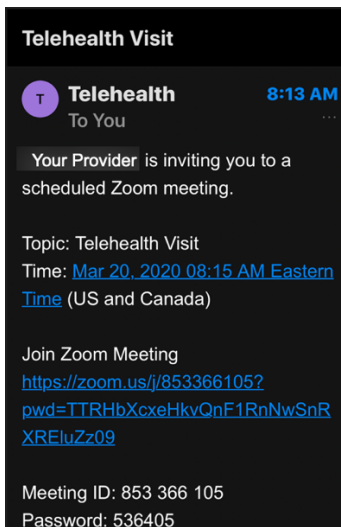 Telehealth Visit
T
Telehealth 8:13 AM
To You
...
Your Provider is inviting you to a
scheduled Zoom meeting.
Topic: Telehealth Visit
Time: Mar 20, 2020 08:15 AM Eastern
Time (US and Canada)
Join Zoom Meeting
https://zoom.us/j/853366105?
pwd=TTRHbXcxeHkvQnF1RnNwSnR
XREluZz09
Meeting ID: 853 366 105
Password: 536405